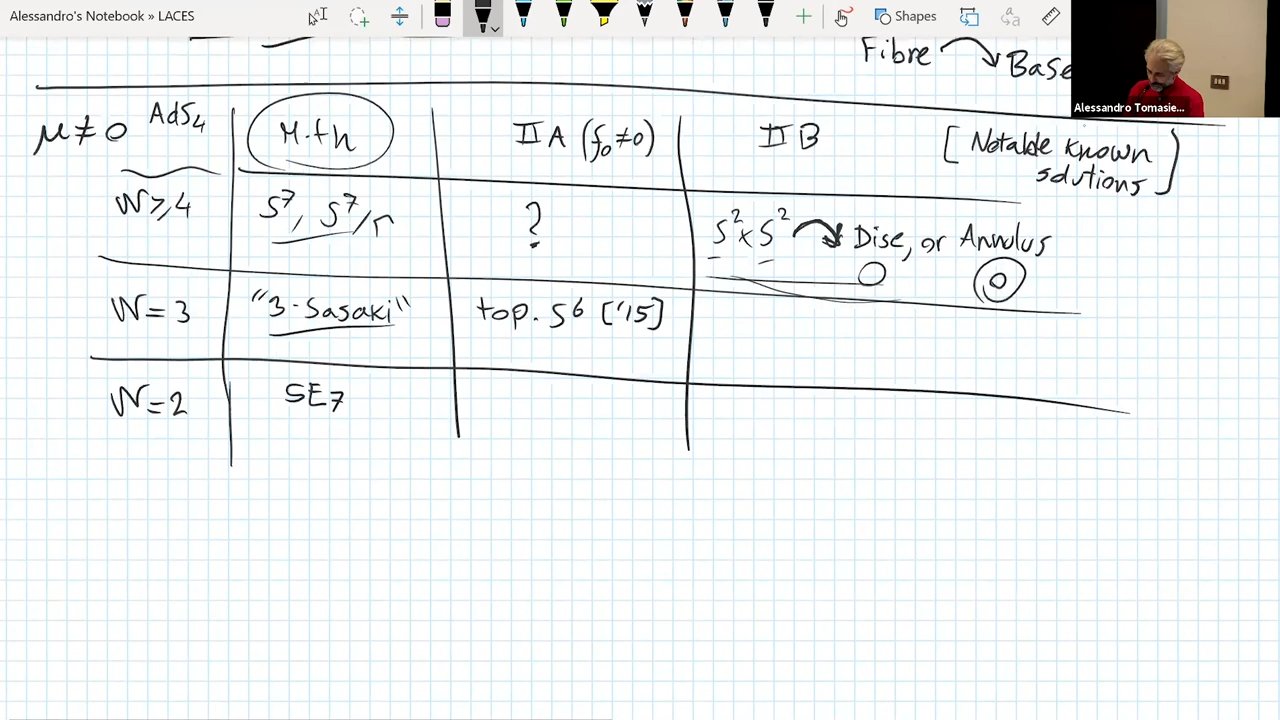 Alessandro's Notebook » LACES
Shapes
Fibre Base
Alessandro Tomasie...
μ≠0 AdS₄ M-th IIA (f₀≠0) IIB [Notable known
solutions]
N≥4 S⁷, S⁷/Γ ? S²×S² Disc, or Annulus
N=3 "3-Sasaki" top. S⁶ ['15]
N=2 SE₇